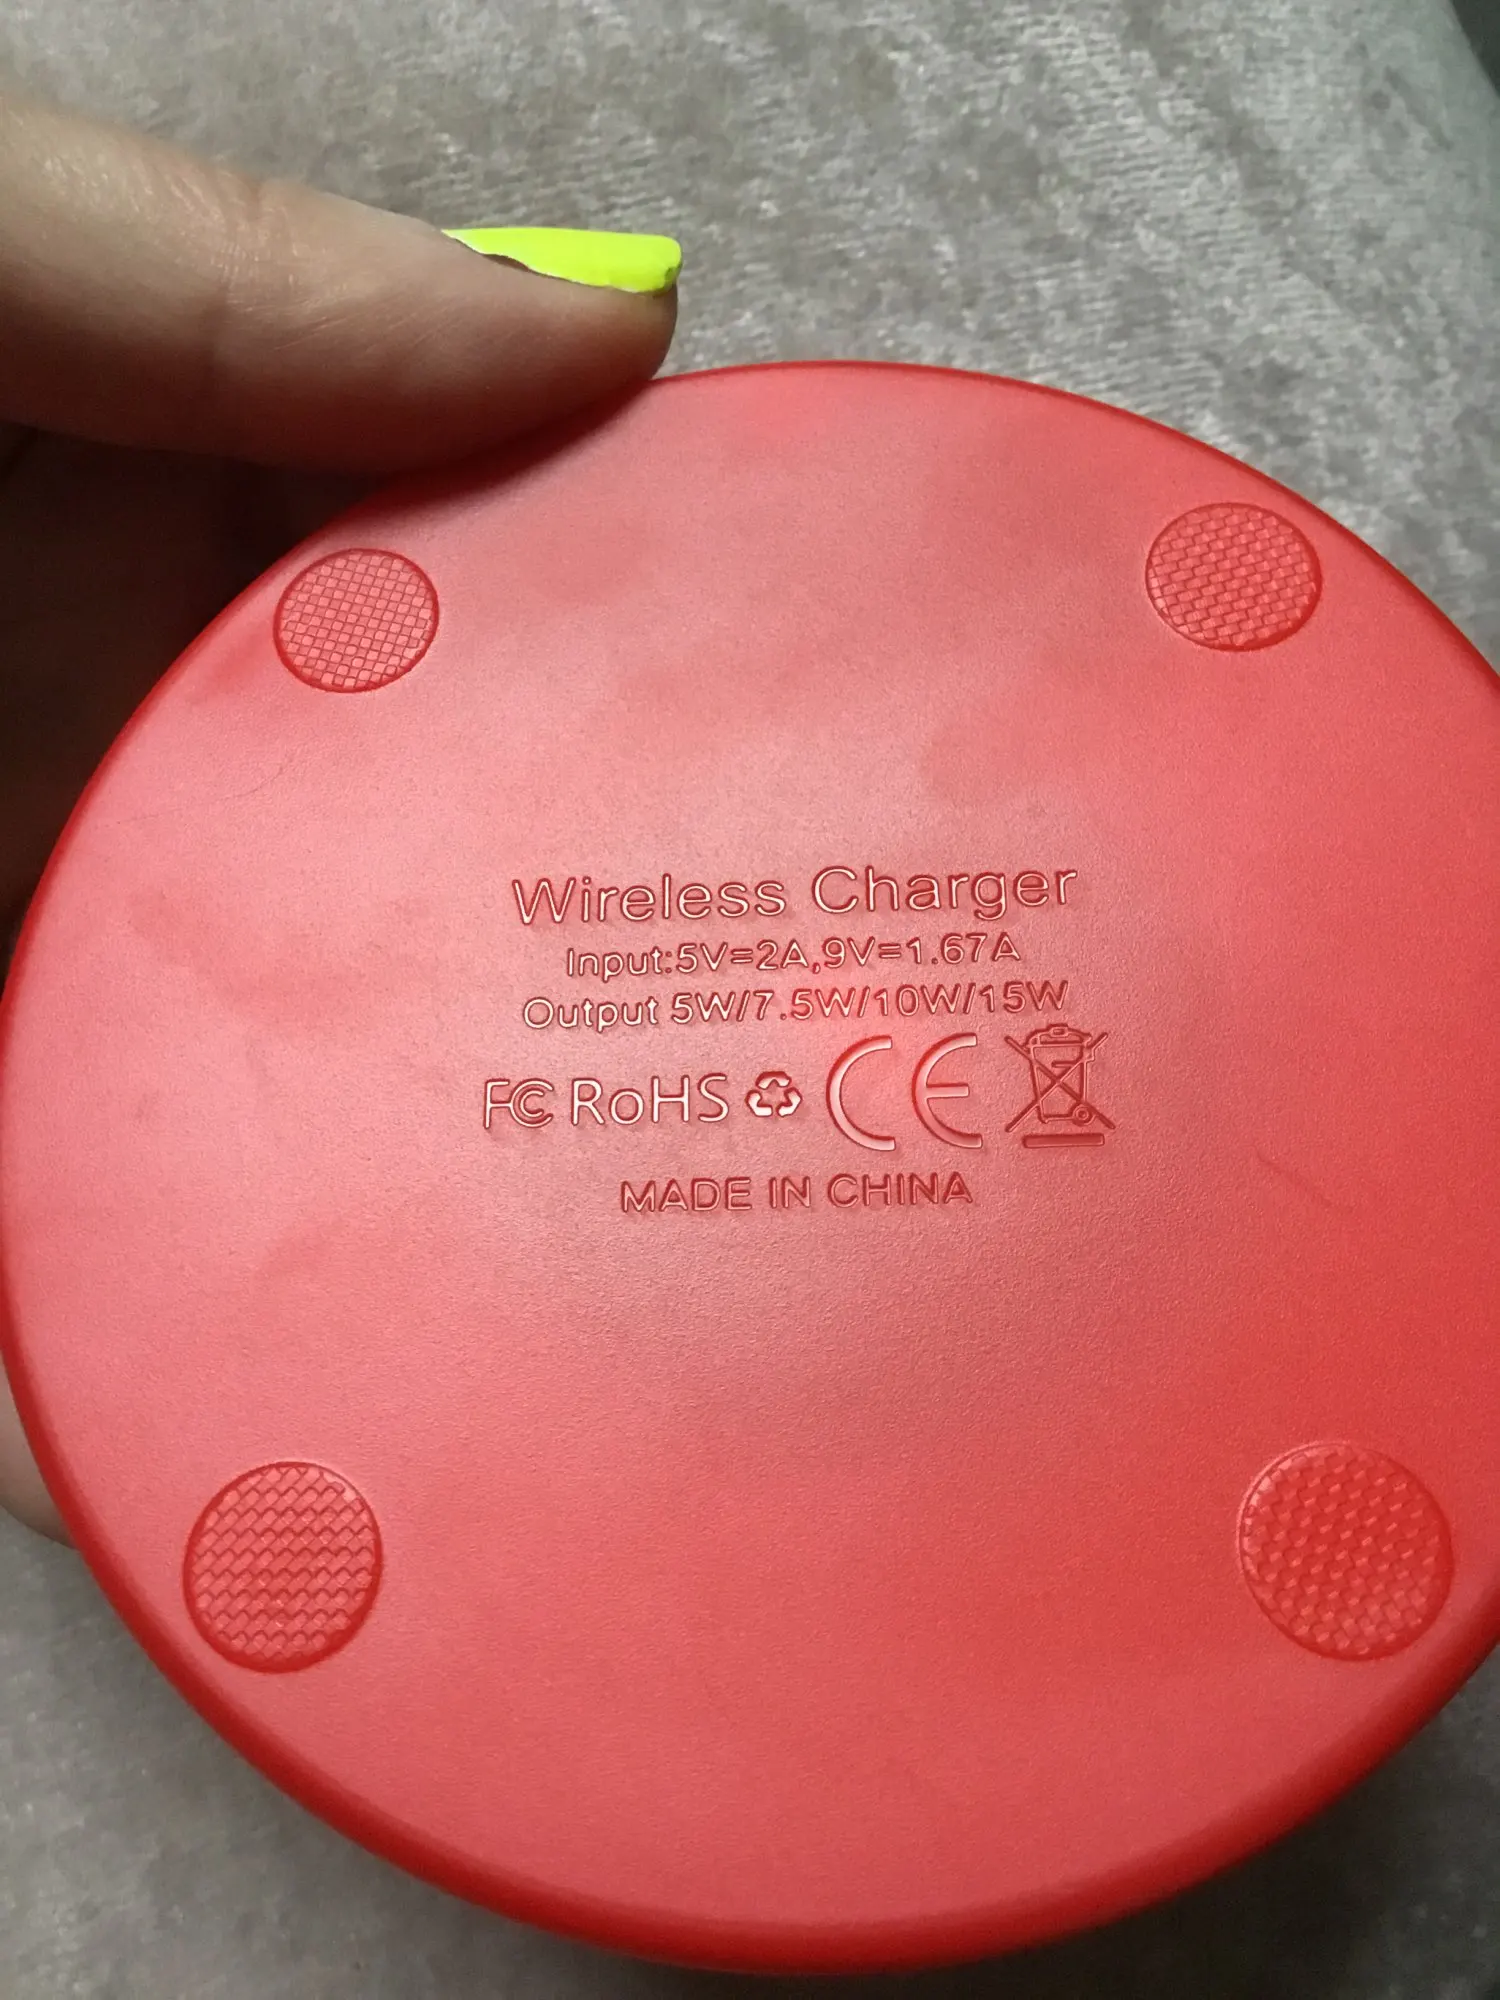 Wireless Charger
Input:5V=2A,9V=1.67A
Output 5W/7.5W/10W/15W
FC RoHS CE
MADE IN CHINA